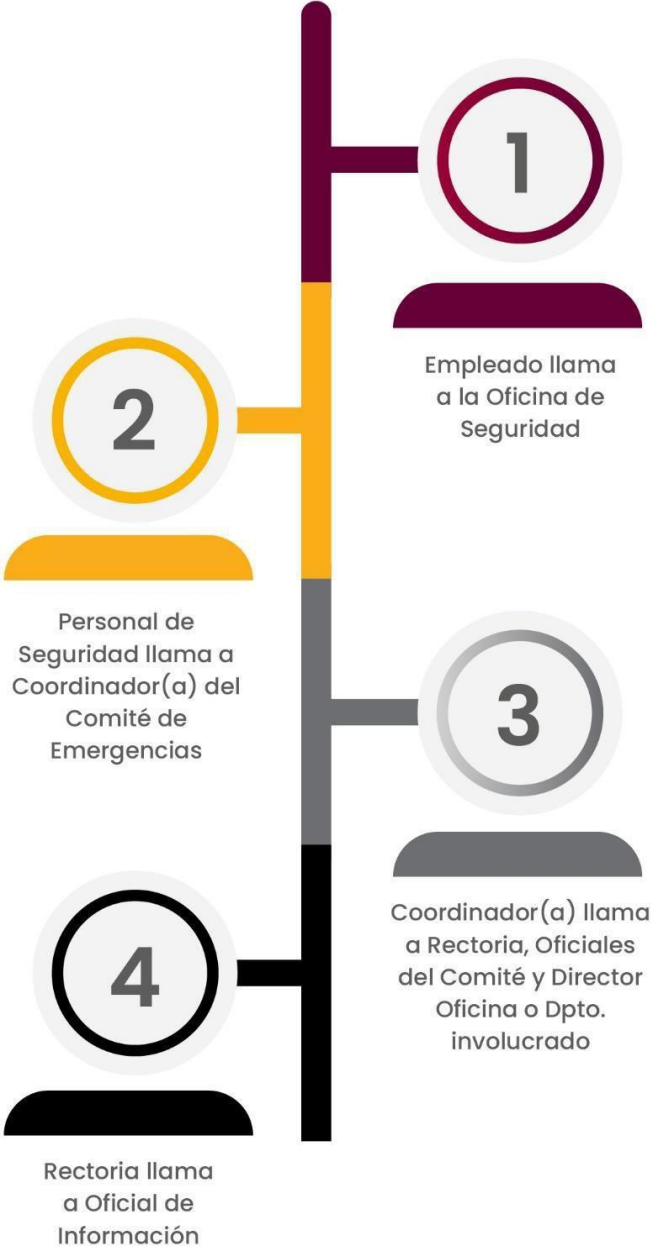 1
Empleado llama
a la Oficina de
Seguridad
2
Personal de
Seguridad llama a
Coordinador(a) del
Comité de
Emergencias
3
Coordinador(a) llama
a Rectoria, Oficiales
del Comité y Director
Oficina o Dpto.
involucrado
4
Rectoria llama
a Oficial de
Información